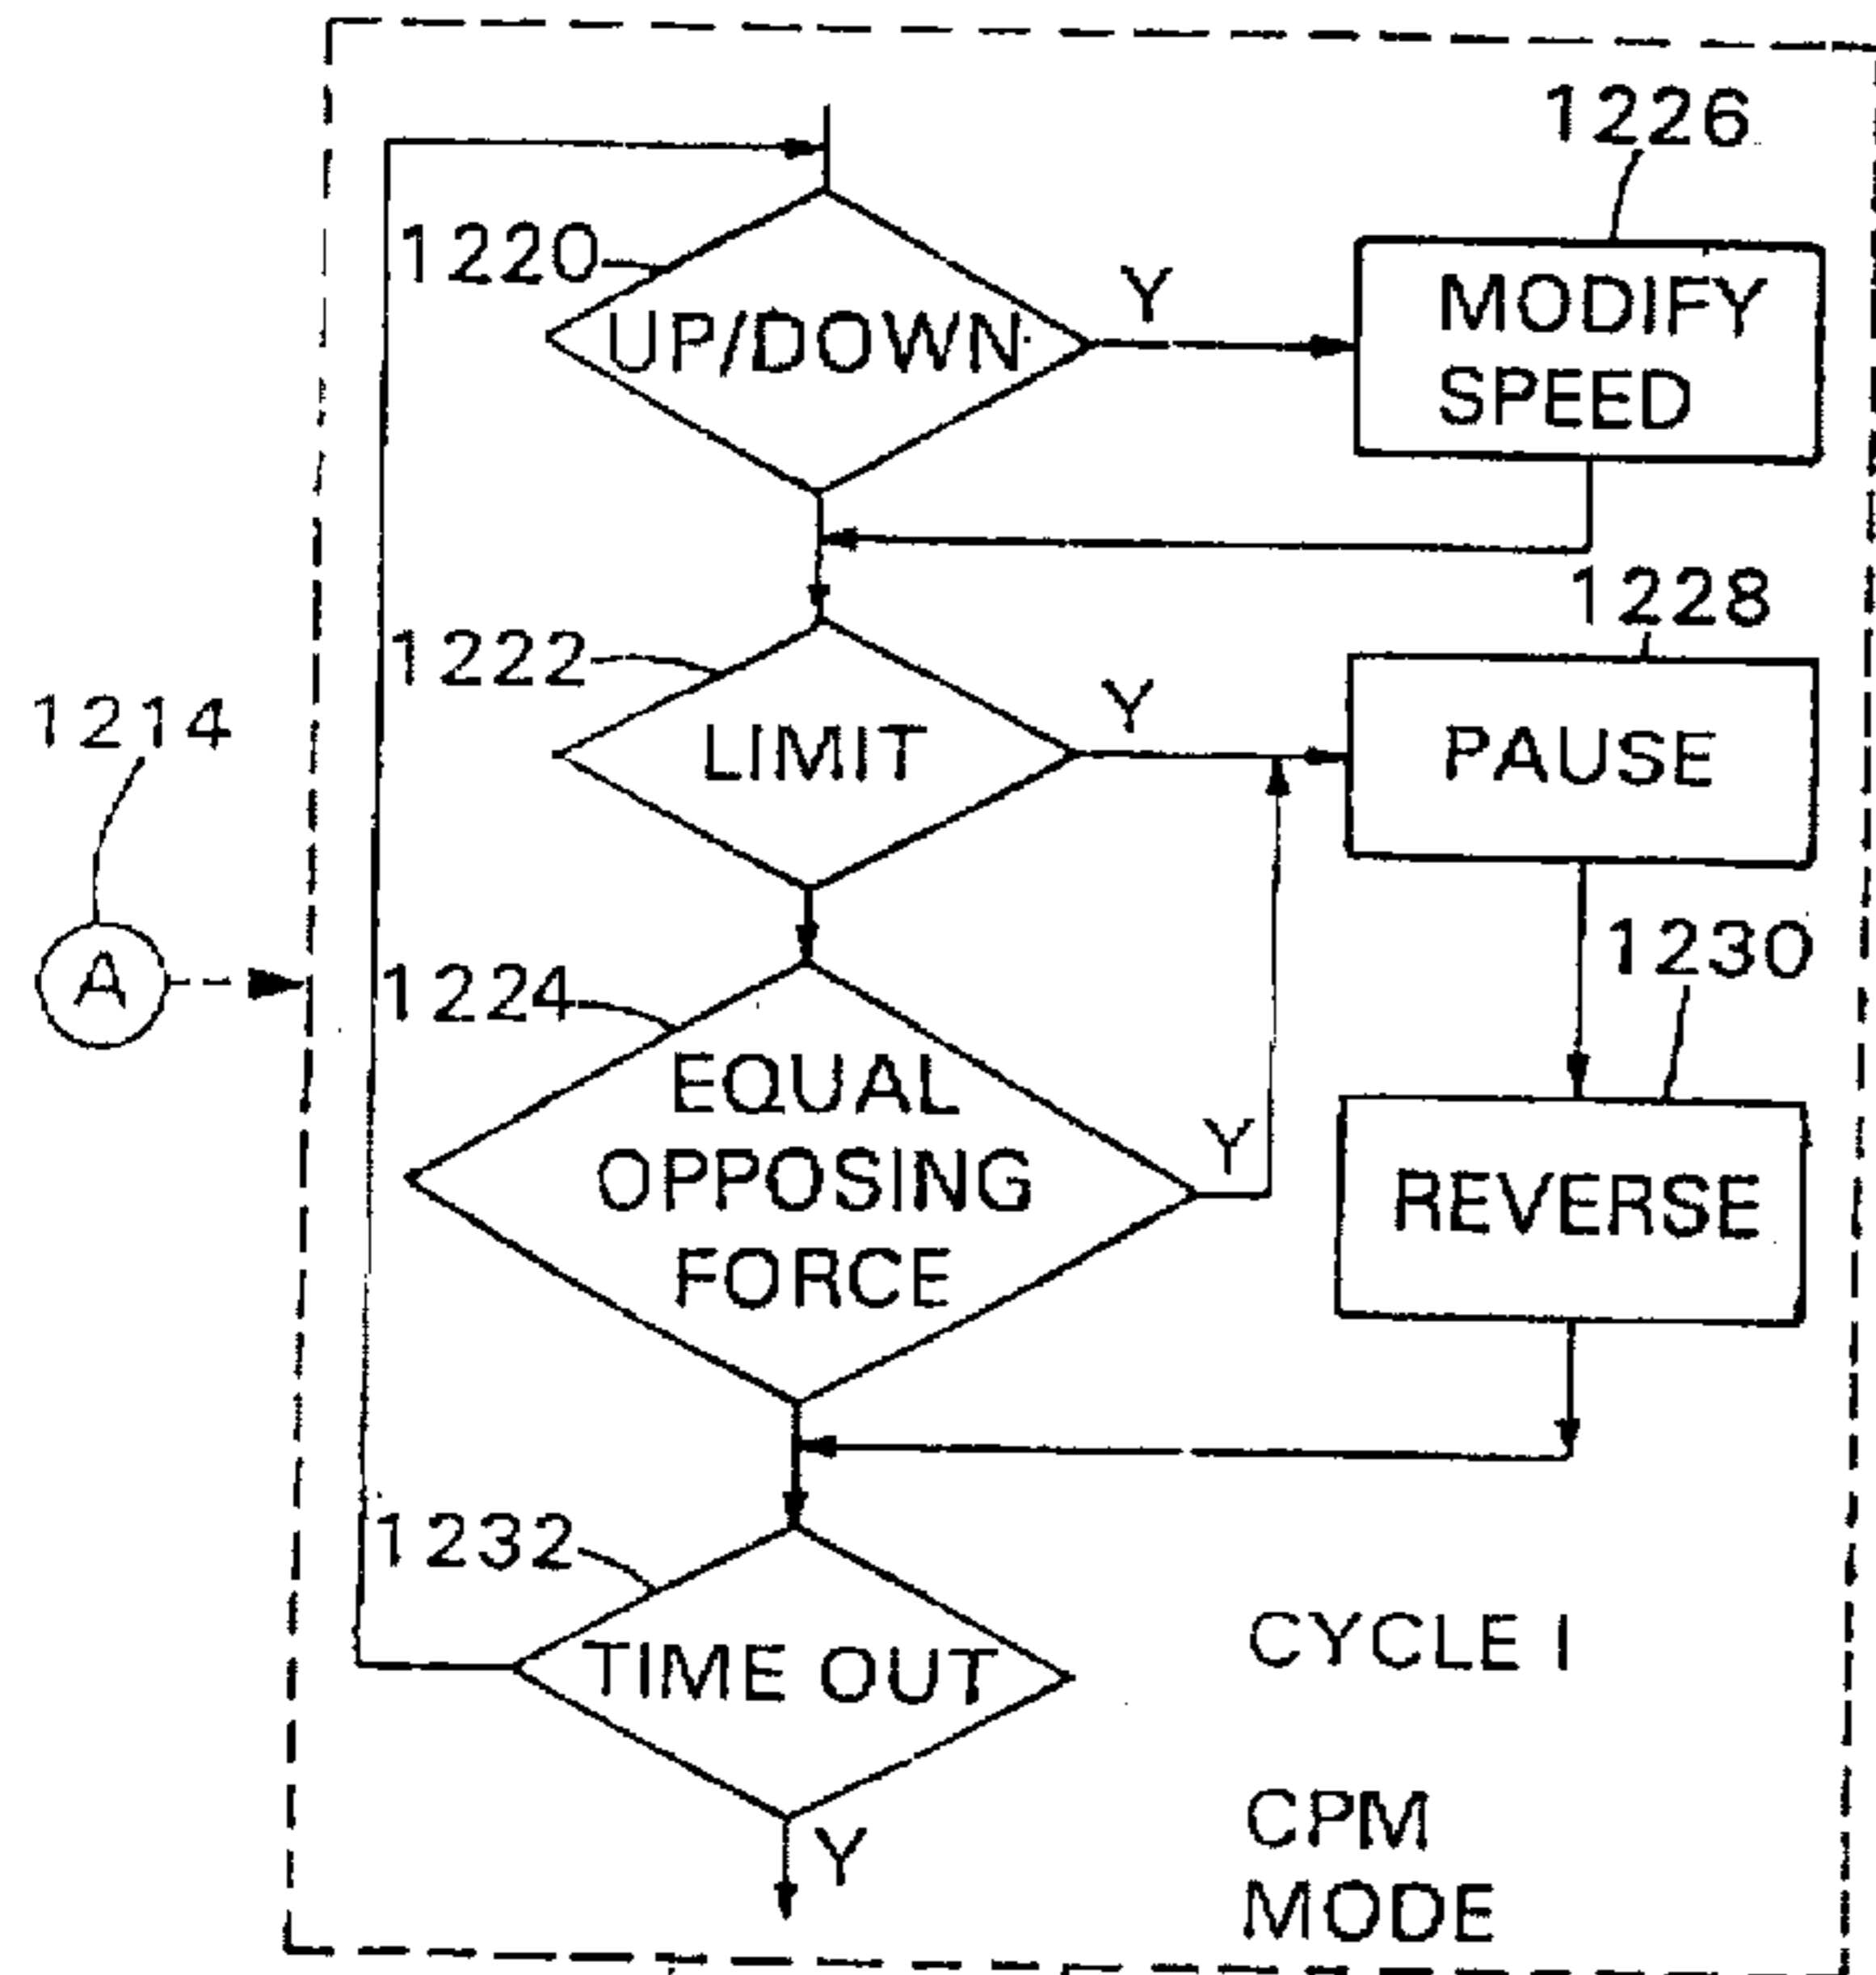 1226
1220
Y
UP/DOWN
MODIFY
SPEED
1228
1222
Y
LIMIT
PAUSE
1214
A
1224
1230
EQUAL
OPPOSING
FORCE
Y
REVERSE
1232
TIME OUT
CYCLE I
Y
CPM
MODE